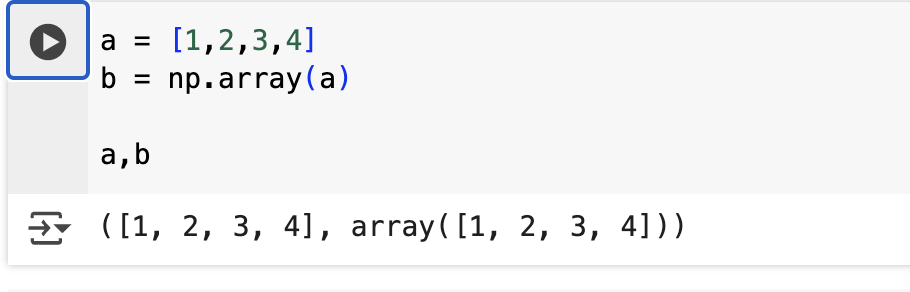 a = [1,2,3,4]
b = np.array(a)
a,b
([1, 2, 3, 4], array([1, 2, 3, 4]))